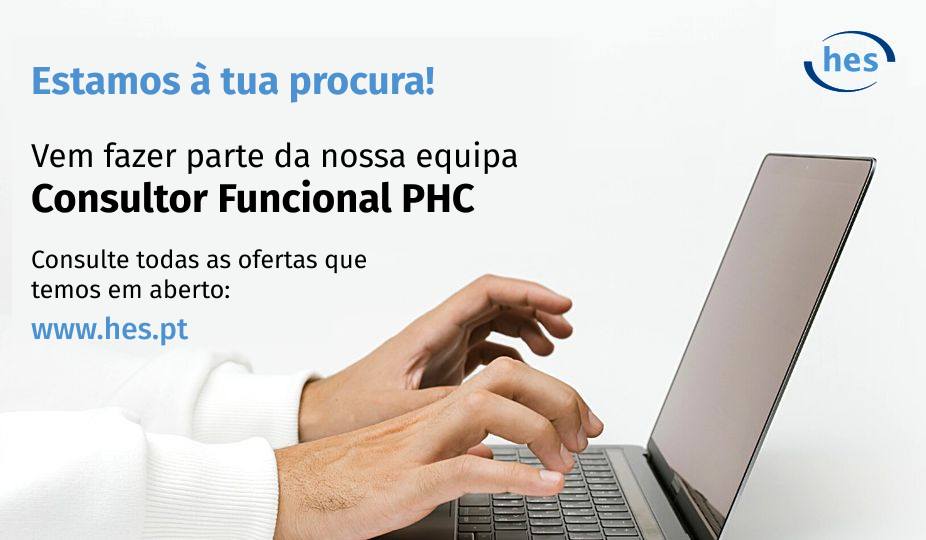 hes
Estamos à tua procura!
Vem fazer parte da nossa equipa
Consultor Funcional PHC
Consulte todas as ofertas que
temos em aberto:
www.hes.pt